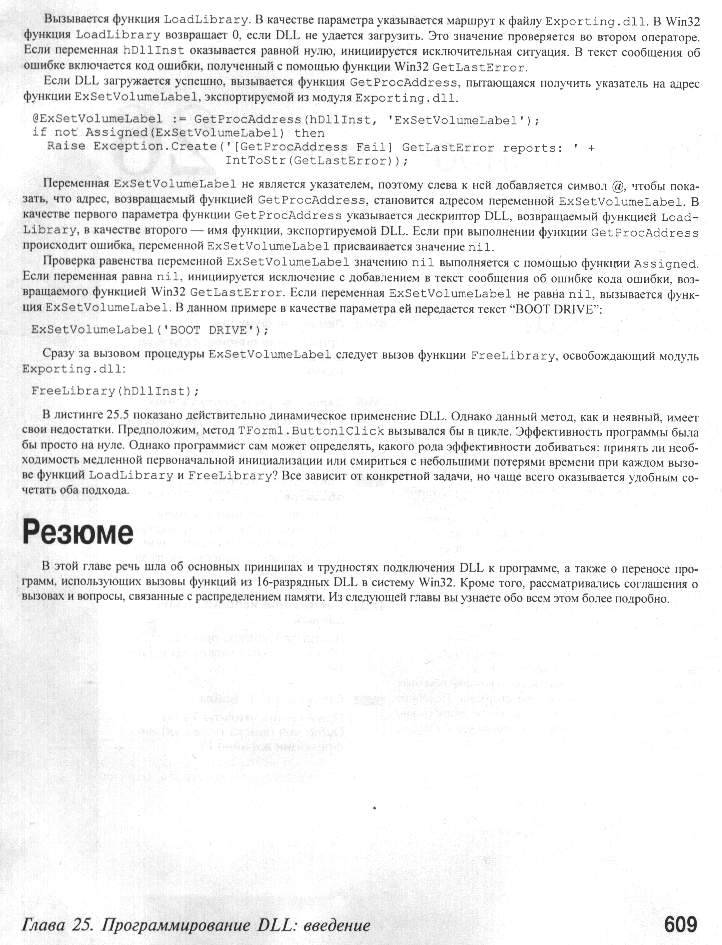 Вызывается функция LoadLibrary. В качестве параметра указывается маршрут к файлу Exporting.dll. В Win32
функция LoadLibrary возвращает 0, если DLL не удается загрузить. Это значение проверяется во втором операторе.
Если переменная hDllInst оказывается равной нулю, инициируется исключительная ситуация. В текст сообщения об
ошибке включается код ошибки, полученный с помощью функции Win32 GetLastError.
Если DLL загружается успешно, вызывается функция GetProcAddress, пытающаяся получить указатель на адрес
функции ExSetVolumeLabel, экспортируемой из модуля Exporting.dll.
@ExSetVolumeLabel := GetProcAddress(hDllInst, 'ExSetVolumeLabel');
if not Assigned(ExSetVolumeLabel) then
Raise Exception.Create('[GetProcAddress Fail] GetLastError reports: ' +
IntToStr(GetLastError));
Переменная ExSetVolumeLabel не является указателем, поэтому слева к ней добавляется символ @, чтобы пока-
зать, что адрес, возвращаемый функцией GetProcAddress, становится адресом переменной ExSetVolumeLabel. В
качестве первого параметра функции GetProcAddress указывается дескриптор DLL, возвращаемый функцией Load-
Library, в качестве второго — имя функции, экспортируемой DLL. Если при выполнении функции GetProcAddress
происходит ошибка, переменной ExSetVolumeLabel присваивается значение nil.
Проверка равенства переменной ExSetVolumeLabel значению nil выполняется с помощью функции Assigned.
Если переменная равна nil, инициируется исключение с добавлением в текст сообщения об ошибке кода ошибки, воз-
вращаемого функцией Win32 GetLastError. Если переменная ExSetVolumeLabel не равна nil, вызывается функ-
ция ExSetVolumeLabel. В данном примере в качестве параметра ей передается текст “BOOT DRIVE”:
ExSetVolumeLabel('BOOT DRIVE');
Сразу за вызовом процедуры ExSetVolumeLabel следует вызов функции FreeLibrary, освобождающий модуль
Exporting.dll:
FreeLibrary(hDllInst);
В листинге 25.5 показано действительно динамическое применение DLL. Однако данный метод, как и неявный, имеет
свои недостатки. Предположим, метод TForm1.Button1Click вызывался бы в цикле. Эффективность программы была
бы просто на нуле. Однако программист сам может определять, какого рода эффективности добиваться: принять ли необ-
ходимость медленной первоначальной инициализации или смириться с небольшими потерями времени при каждом вызо-
ве функций LoadLibrary и FreeLibrary? Все зависит от конкретной задачи, но чаще всего оказывается удобным со-
четать оба подхода.
Резюме
В этой главе речь шла об основных принципах и трудностях подключения DLL к программе, а также о переносе про-
грамм, использующих вызовы функций из 16-разрядных DLL в систему Win32. Кроме того, рассматривались соглашения о
вызовах и вопросы, связанные с распределением памяти. Из следующей главы вы узнаете обо всем этом более подробно.
Глава 25. Программирование DLL: введение
609